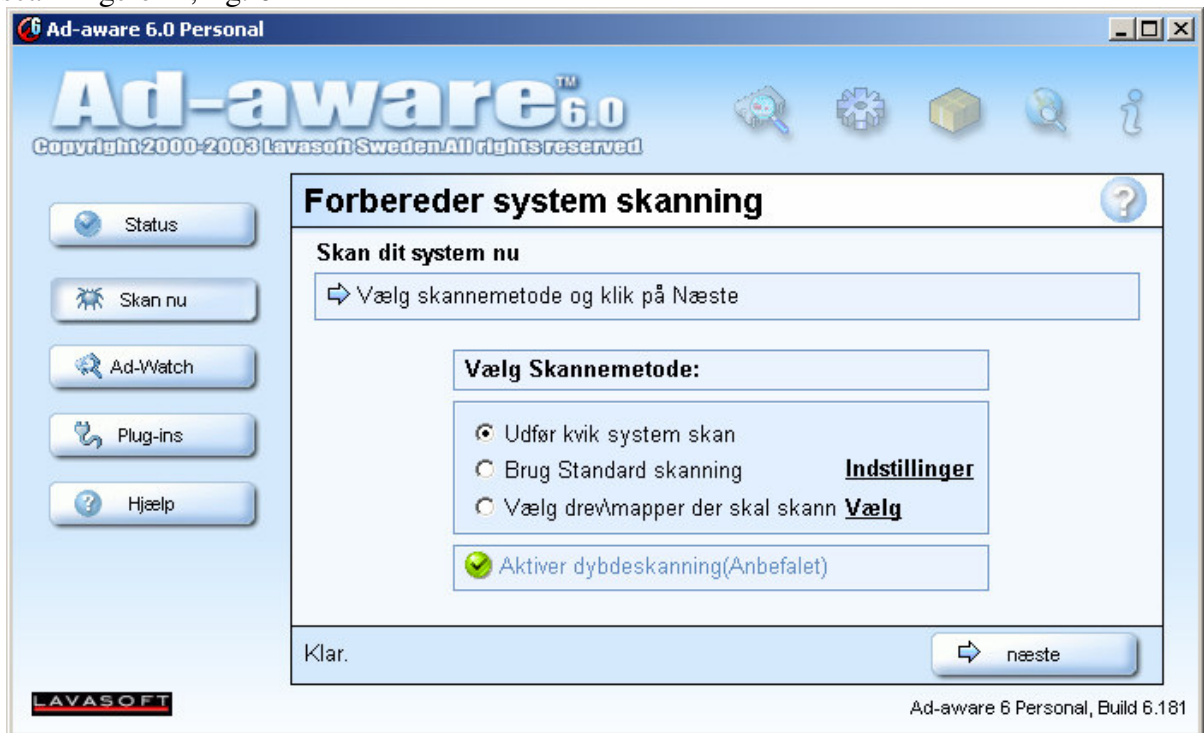 Ad-aware 6.0 Personal
Ad-aware 6.0 ™
Copyright 2000-2003 Lavasoft Sweden. All rights reserved
Status
Skan nu
Ad-Watch
Plug-ins
Hjælp
Forbereder system skanning
Skan dit system nu
Vælg skannemetode og klik på Næste
Vælg Skannemetode:
Udfør kvik system skan
Brug Standard skanning Indstillinger
Vælg drev\mapper der skal skann Vælg
Aktiver dybdeskanning(Anbefalet)
Klar.
næste
LAVASOFT
Ad-aware 6 Personal, Build 6.181